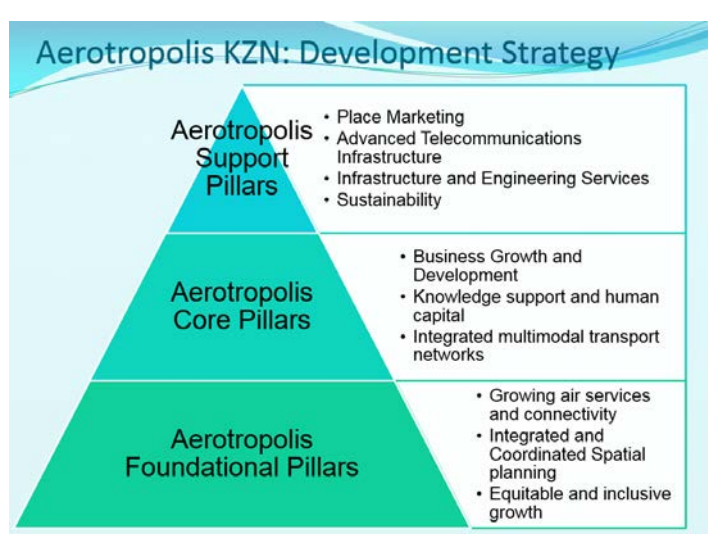 Aerotropolis KZN: Development Strategy
Aerotropolis
Support
Pillars
• Place Marketing
• Advanced Telecommunications
Infrastructure
• Infrastructure and Engineering Services
• Sustainability
Aerotropolis
Core Pillars
• Business Growth and
Development
• Knowledge support and human
capital
• Integrated multimodal transport
networks
Aerotropolis
Foundational Pillars
• Growing air services
and connectivity
• Integrated and
Coordinated Spatial
planning
• Equitable and inclusive
growth